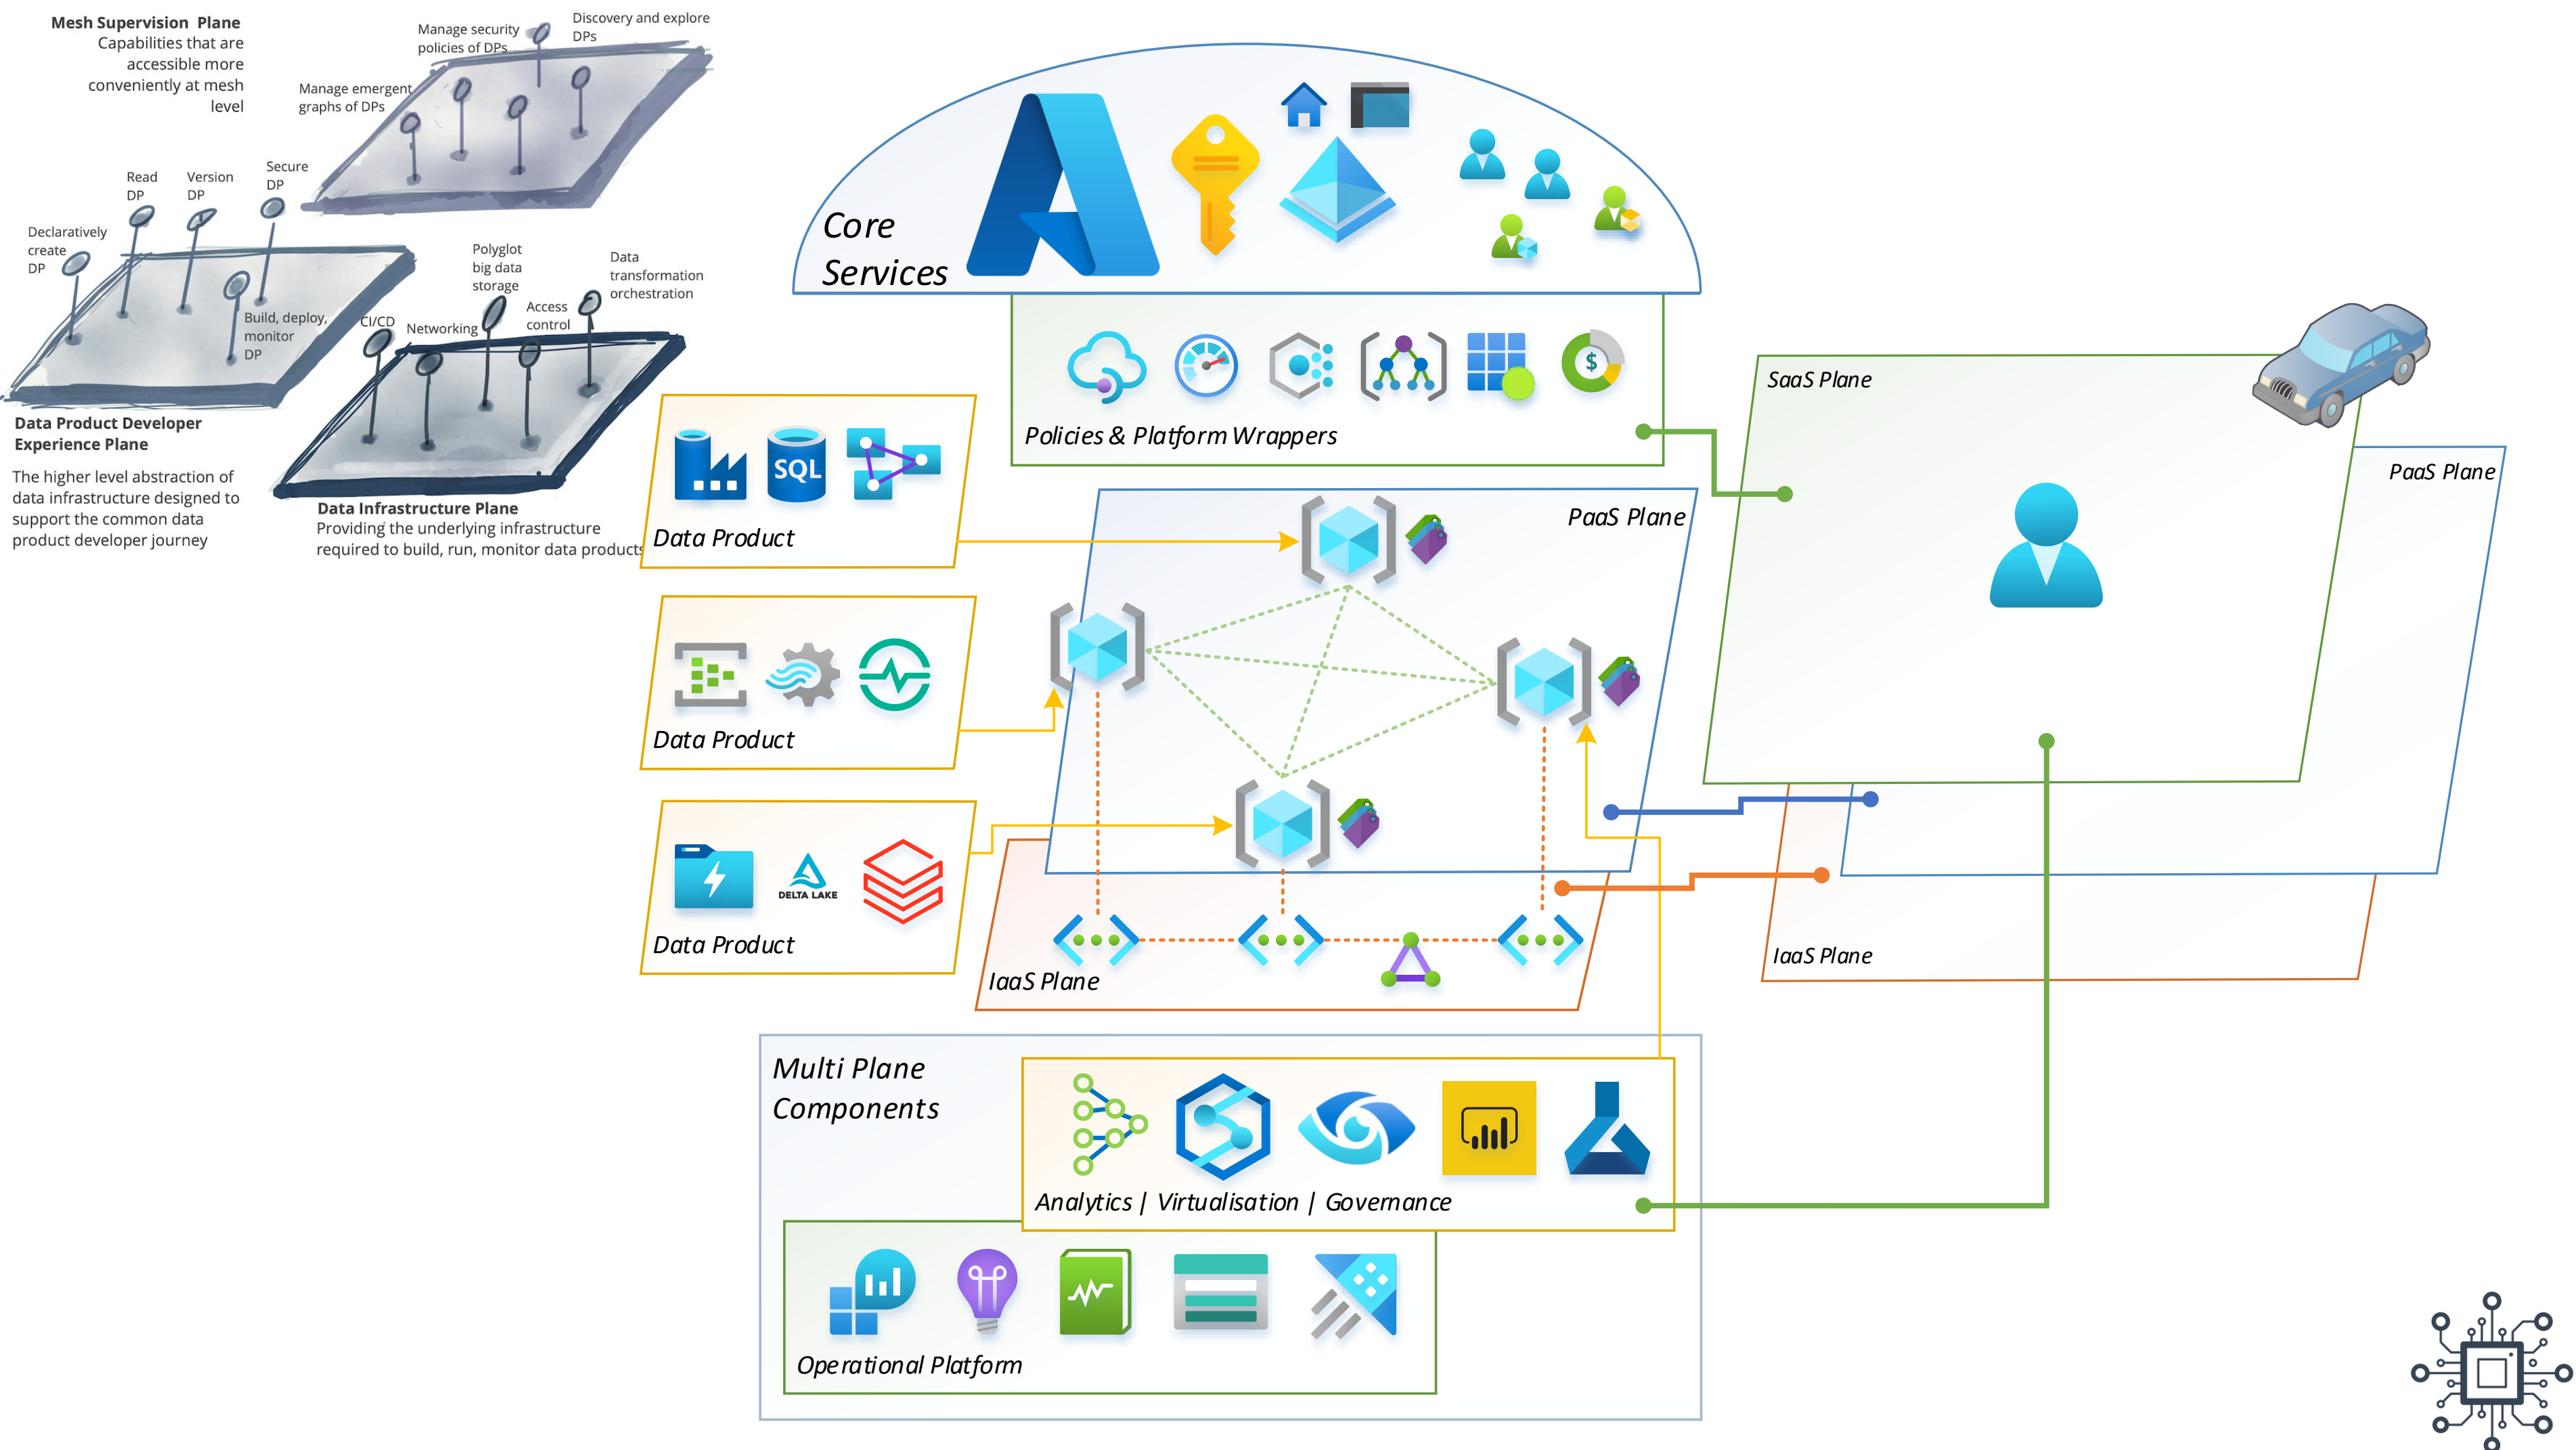 Mesh Supervision Plane
Capabilities that are
accessible more
conveniently at mesh
level
Manage security
policies of DPs
Discovery and explore
DPs
Manage emergent
graphs of DPs
Read
DP
Version
DP
Secure
DP
Declaratively
create
DP
Build, deploy,
monitor
DP
Data Product Developer
Experience Plane
The higher level abstraction of
data infrastructure designed to
support the common data
product developer journey
CI/CD
Networking
Polyglot
big data
storage
Access
control
Data
transformation
orchestration
Data Infrastructure Plane
Providing the underlying infrastructure
required to build, run, monitor data products
Core
Services
Policies & Platform Wrappers
$
SQL
Data Product
Data Product
DELTA LAKE
Data Product
PaaS Plane
IaaS Plane
SaaS Plane
PaaS Plane
IaaS Plane
Multi Plane
Components
Analytics | Virtualisation | Governance
Operational Platform